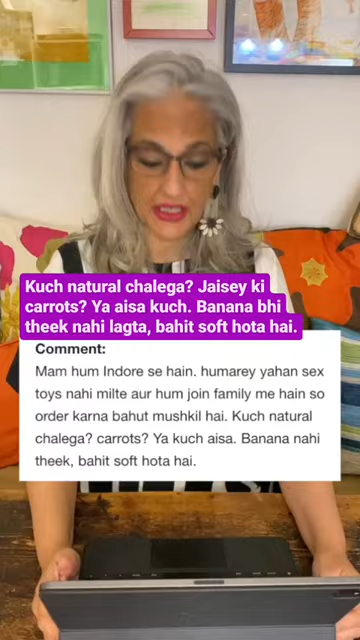 Kuch natural chalega? Jaisey ki
carrots? Ya aisa kuch. Banana bhi
theek nahi lagta, bahit soft hota hai.
Comment:
Mam hum Indore se hain. humarey yahan sex
toys nahi milte aur hum join family me hain so
order karna bahut mushkil hai. Kuch natural
chalega? carrots? Ya kuch aisa. Banana nahi
theek, bahit soft hota hai.